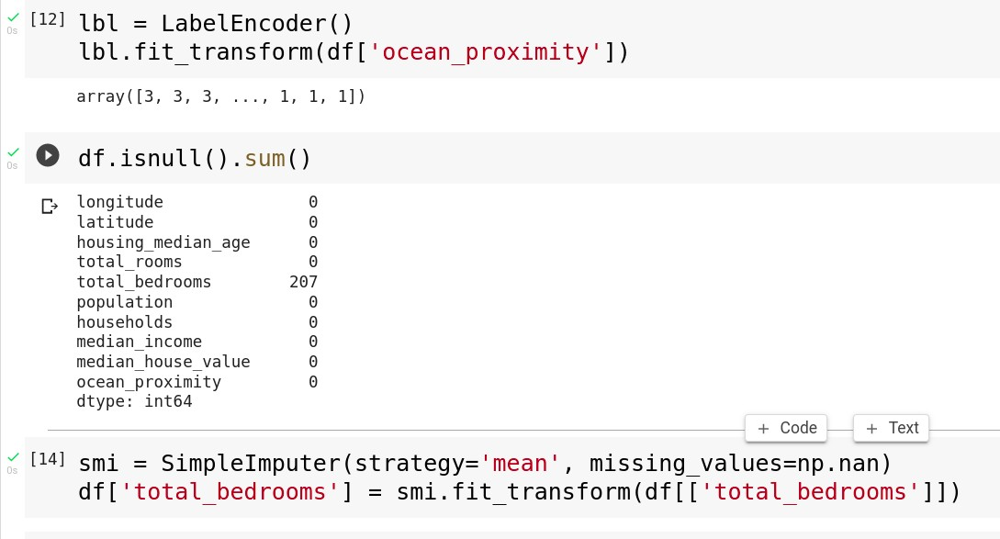 [12] lbl = LabelEncoder()
0s
lbl.fit_transform(df['ocean_proximity'])
array([3, 3, 3, ..., 1, 1, 1])
df.isnull().sum()
0s
longitude 0
latitude 0
housing_median_age 0
total_rooms 0
total_bedrooms 207
population 0
households 0
median_income 0
median_house_value 0
ocean_proximity 0
dtype: int64
+ Code + Text
[14] smi = SimpleImputer(strategy='mean', missing_values=np.nan)
0s
df['total_bedrooms'] = smi.fit_transform(df[['total_bedrooms']])